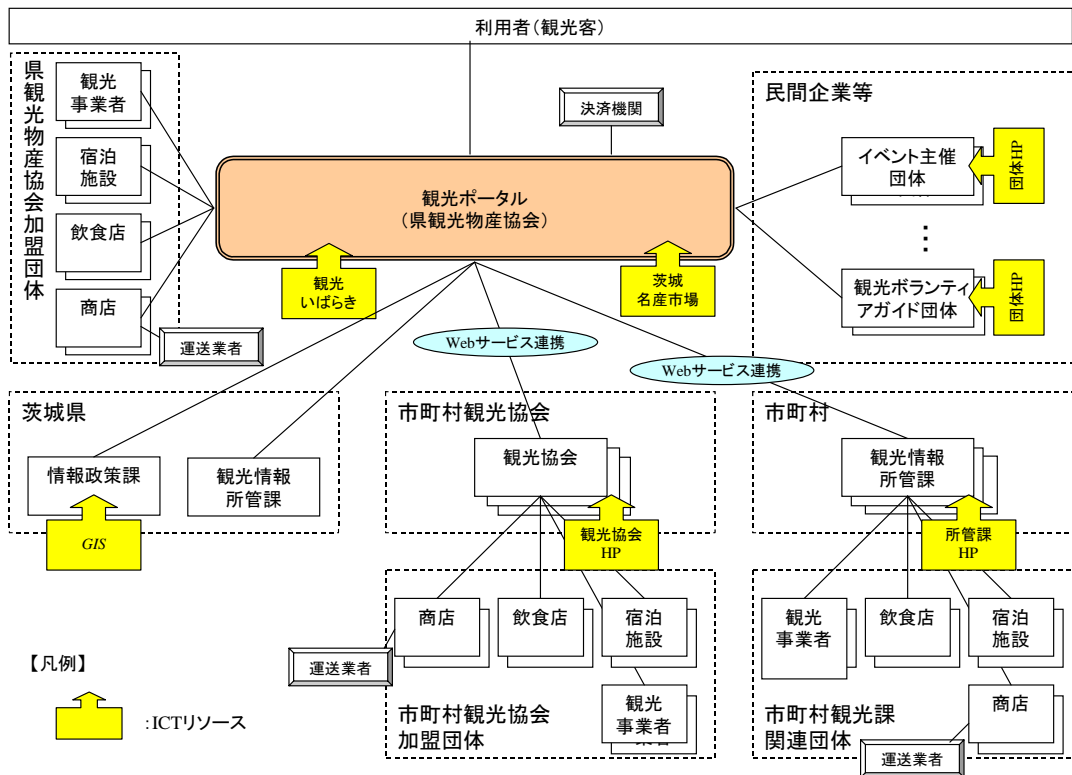 利用者(観光客)
県観光物産協会加盟団体
観光
事業者
宿泊
施設
飲食店
商店
運送業者
決済機関
観光ポータル
(県観光物産協会)
観光
いばらき
茨城
名産市場
民間企業等
イベント主催
団体
団体HP
⋮
観光ボランティ
アガイド団体
団体HP
Webサービス連携
Webサービス連携
茨城県
情報政策課
観光情報
所管課
GIS
市町村観光協会
観光協会
観光協会
HP
市町村
観光情報
所管課
所管課
HP
商店
飲食店
宿泊
施設
運送業者
観光
事業者
市町村観光協会
加盟団体
観光
事業者
飲食店
宿泊
施設
商店
市町村観光課
関連団体
運送業者
【凡例】
:ICTリソース